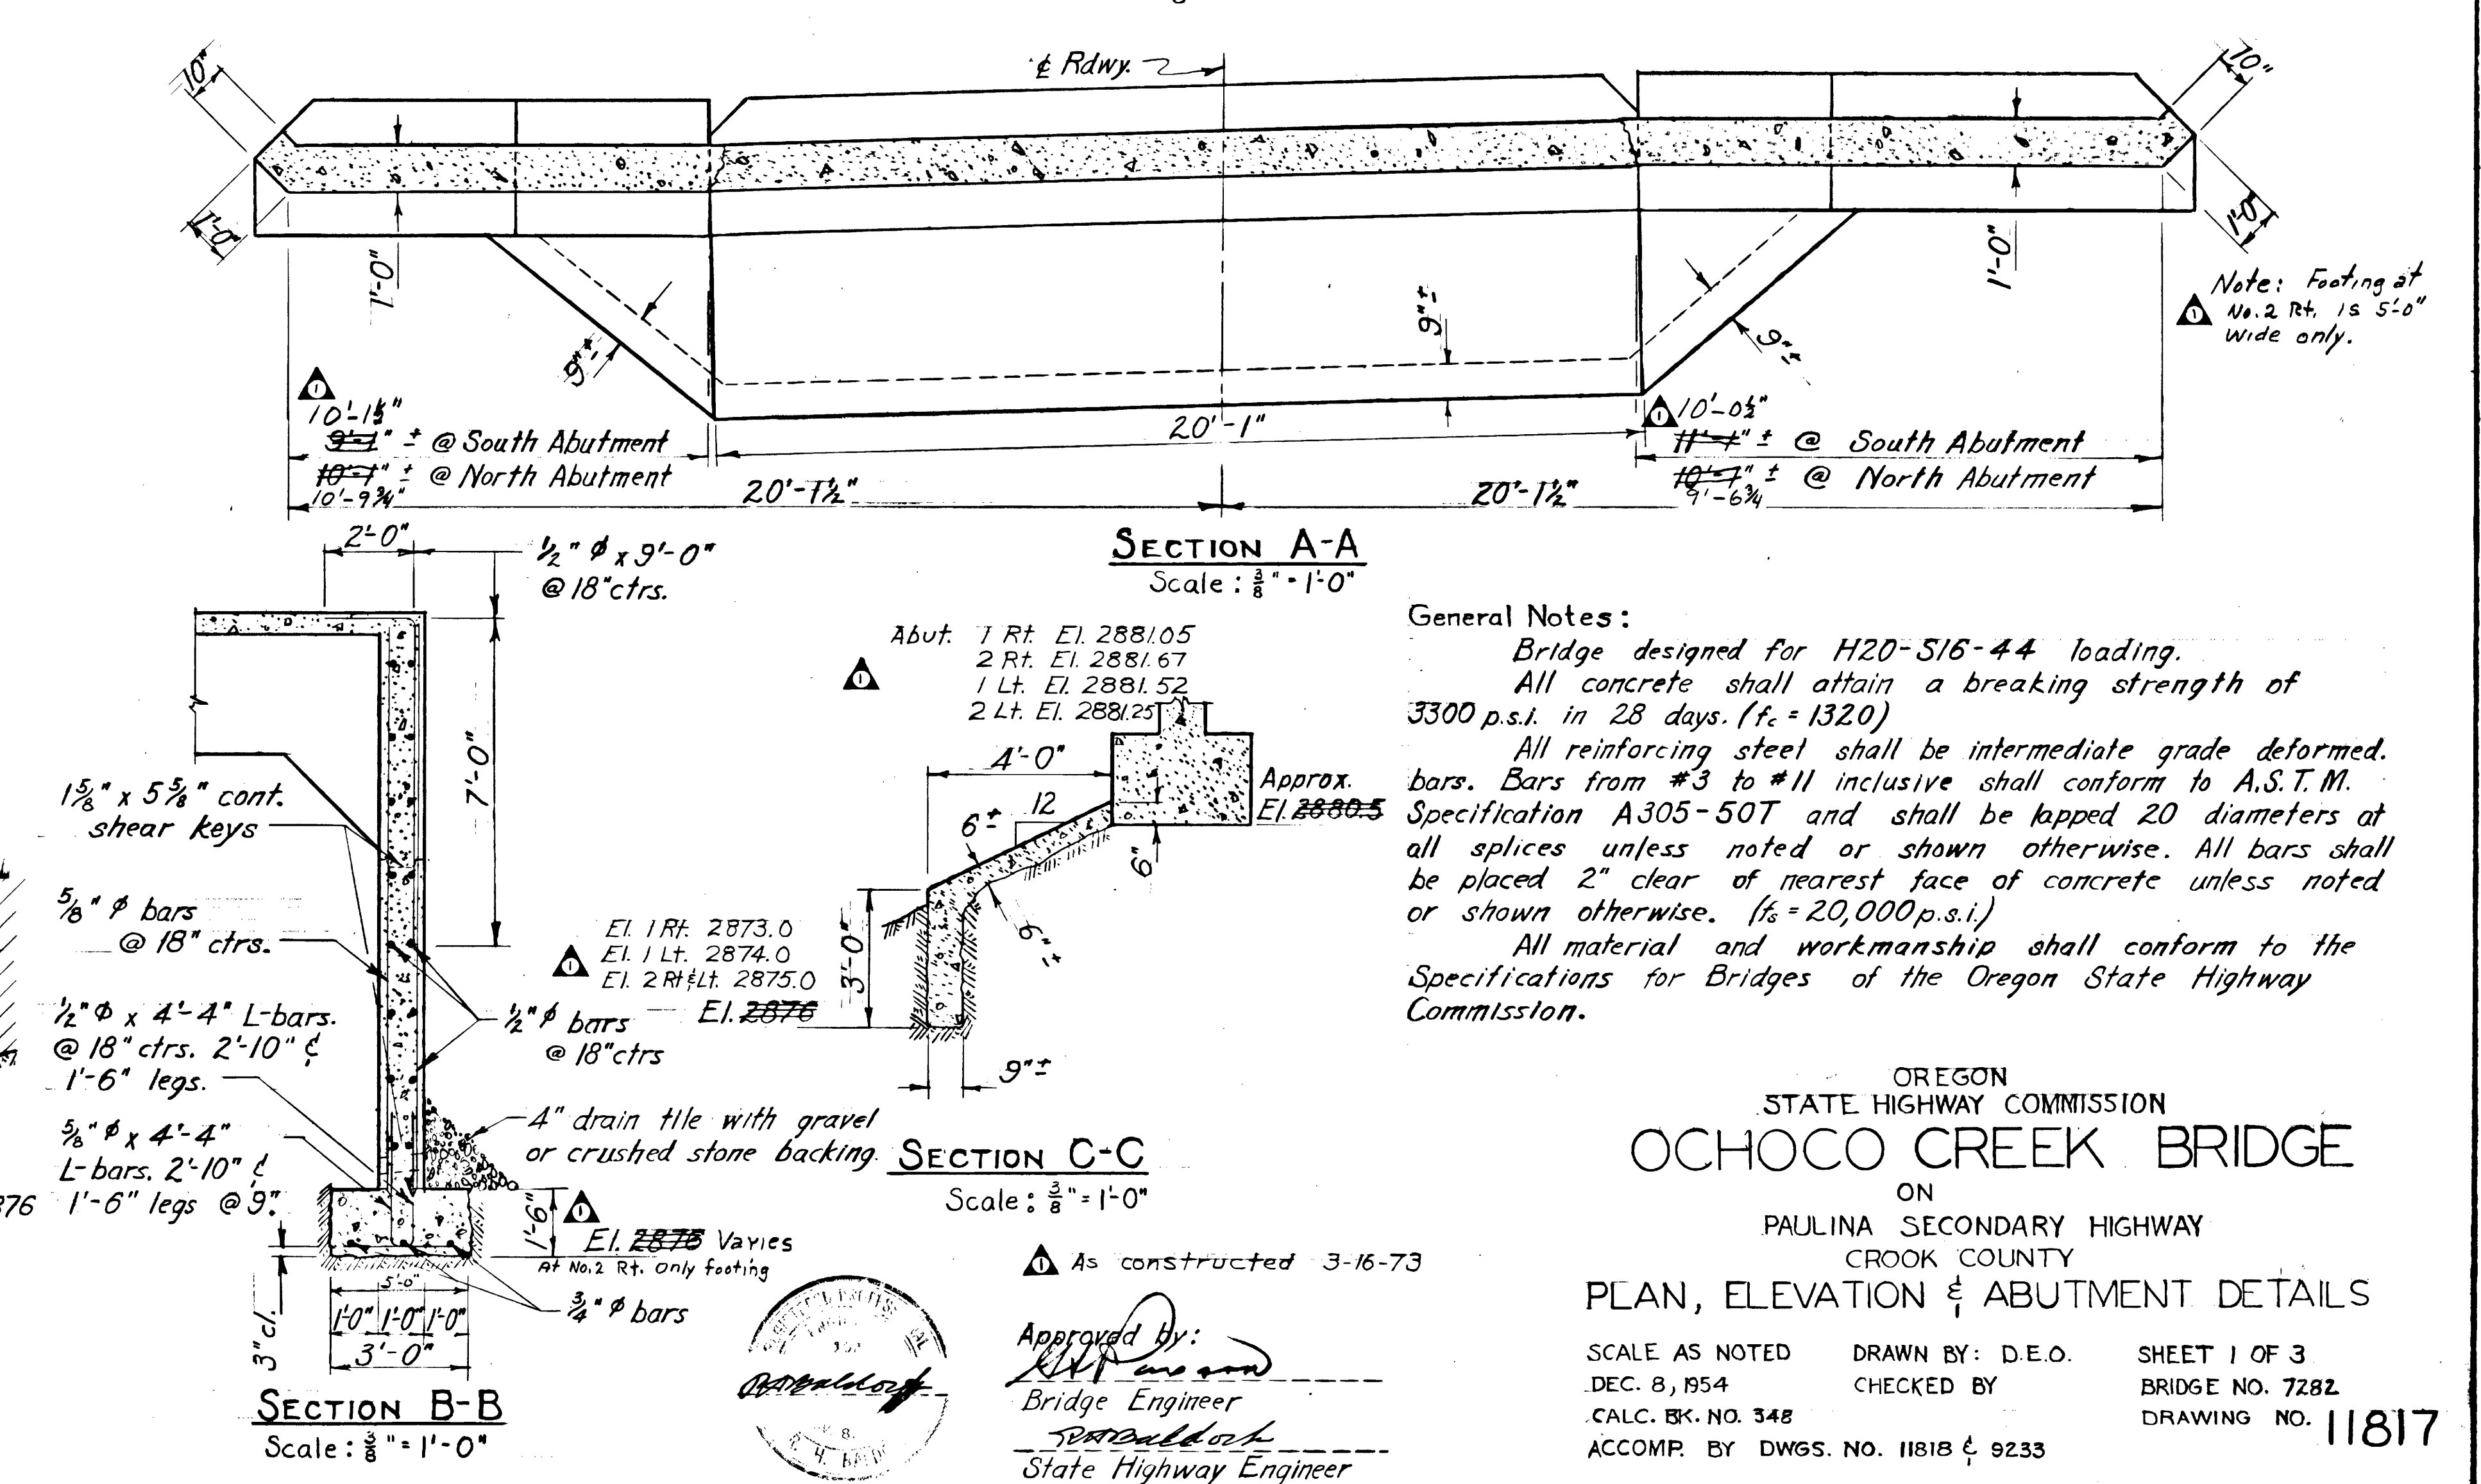 ₵ Rdwy.
10"
10"
1'-0"
1'-0"
1'-0"
1'-0"
9"±
9"±
9"±
Note: Footing at
No.2 Rt. is 5'-0"
wide only.
1
1
10'-1½"
9'-1" ± @ South Abutment
10'-1" ± @ North Abutment
10'-9¾"
20'-1"
1
10'-0½"
11'-1" ± @ South Abutment
10'-1" ± @ North Abutment
9'-6¾
20'-1½"
20'-1½"
SECTION A-A
Scale: ⅜" = 1'-0"
2'-0"
½" ϕ x 9'-0"
@ 18" ctrs.
7'-0"
1⅝" x 5⅝" cont.
shear keys
⅝" ϕ bars
@ 18" ctrs.
½" ϕ x 4'-4" L-bars.
@ 18" ctrs. 2'-10" &
1'-6" legs.
⅝" ϕ x 4'-4"
L-bars. 2'-10" &
1'-6" legs @ 9".
½" ϕ bars
@ 18" ctrs
4" drain tile with gravel
or crushed stone backing.
1'-6"
1
El. 2876 Varies
At No.2 Rt. only footing
5'-0"
1'-0" 1'-0" 1'-0"
3'-0"
3" cl.
¾" ϕ bars
SECTION B-B
Scale: ⅜" = 1'-0"
Abut. 1 Rt. El. 2881.05
2 Rt. El. 2881.67
1 Lt. El. 2881.52
2 Lt. El. 2881.25
1
4'-0"
12
6"±
6"
6"±
Approx.
El. 2880.5
El. 1 Rt. 2873.0
El. 1 Lt. 2874.0
El. 2 Rt & Lt. 2875.0
1
El. 2876
3'-0"
9"±
SECTION C-C
Scale: ⅜" = 1'-0"
1 As constructed 3-16-73
Approved by:
Bridge Engineer
RHBaldock
State Highway Engineer
General Notes:
Bridge designed for H20-S16-44 loading.
All concrete shall attain a breaking strength of
3300 p.s.i. in 28 days. (fc = 1320)
All reinforcing steel shall be intermediate grade deformed.
bars. Bars from #3 to #11 inclusive shall conform to A.S.T.M.
Specification A305-50T and shall be lapped 20 diameters at
all splices unless noted or shown otherwise. All bars shall
be placed 2" clear of nearest face of concrete unless noted
or shown otherwise. (fs = 20,000 p.s.i.)
All material and workmanship shall conform to the
Specifications for Bridges of the Oregon State Highway
Commission.
OREGON
STATE HIGHWAY COMMISSION
OCHOCO CREEK BRIDGE
ON
PAULINA SECONDARY HIGHWAY
CROOK COUNTY
PLAN, ELEVATION & ABUTMENT DETAILS
SCALE AS NOTED
DEC. 8, 1954
CALC. BK. NO. 348
ACCOMP. BY DWGS. NO. 11818 & 9233
DRAWN BY: D.E.O.
CHECKED BY
SHEET 1 OF 3
BRIDGE NO. 7282
DRAWING NO. 11817